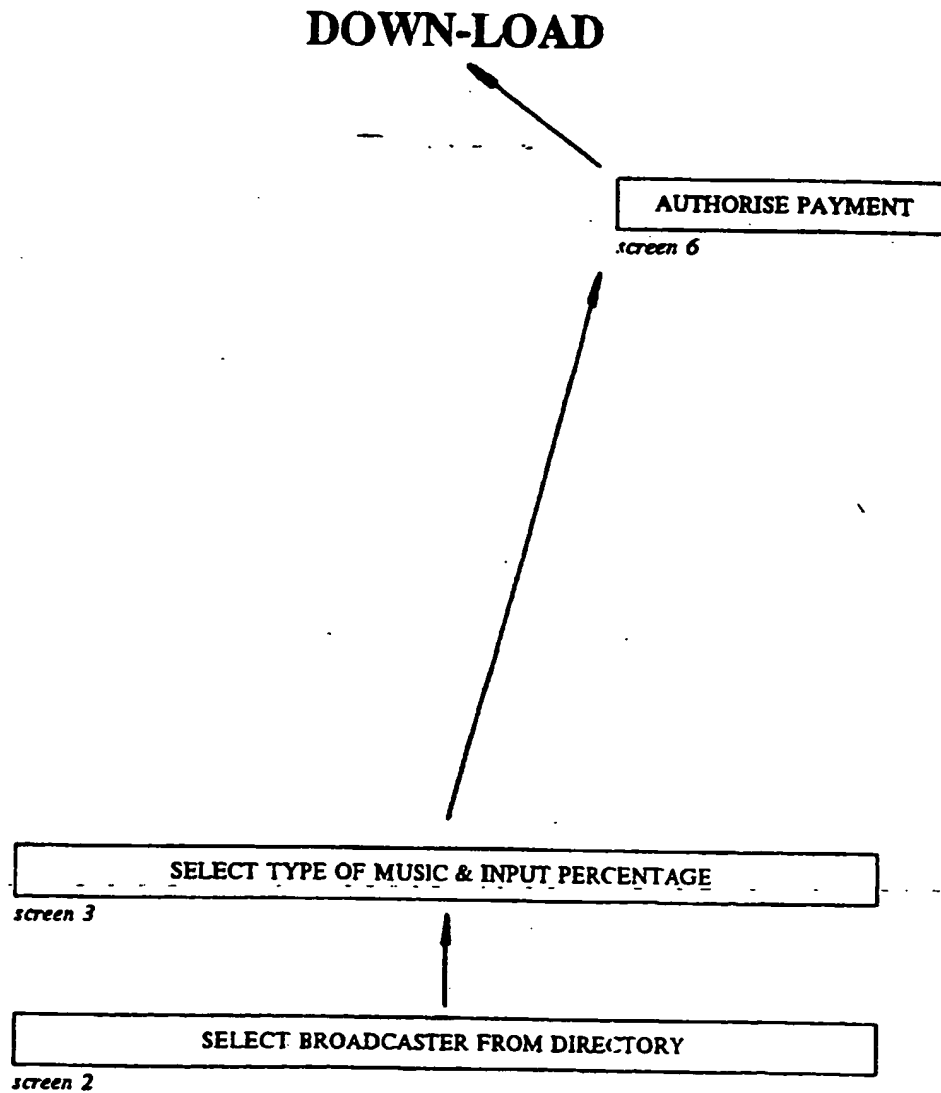 DOWN-LOAD
AUTHORISE PAYMENT
screen 6
SELECT TYPE OF MUSIC & INPUT PERCENTAGE
screen 3
SELECT BROADCASTER FROM DIRECTORY
screen 2